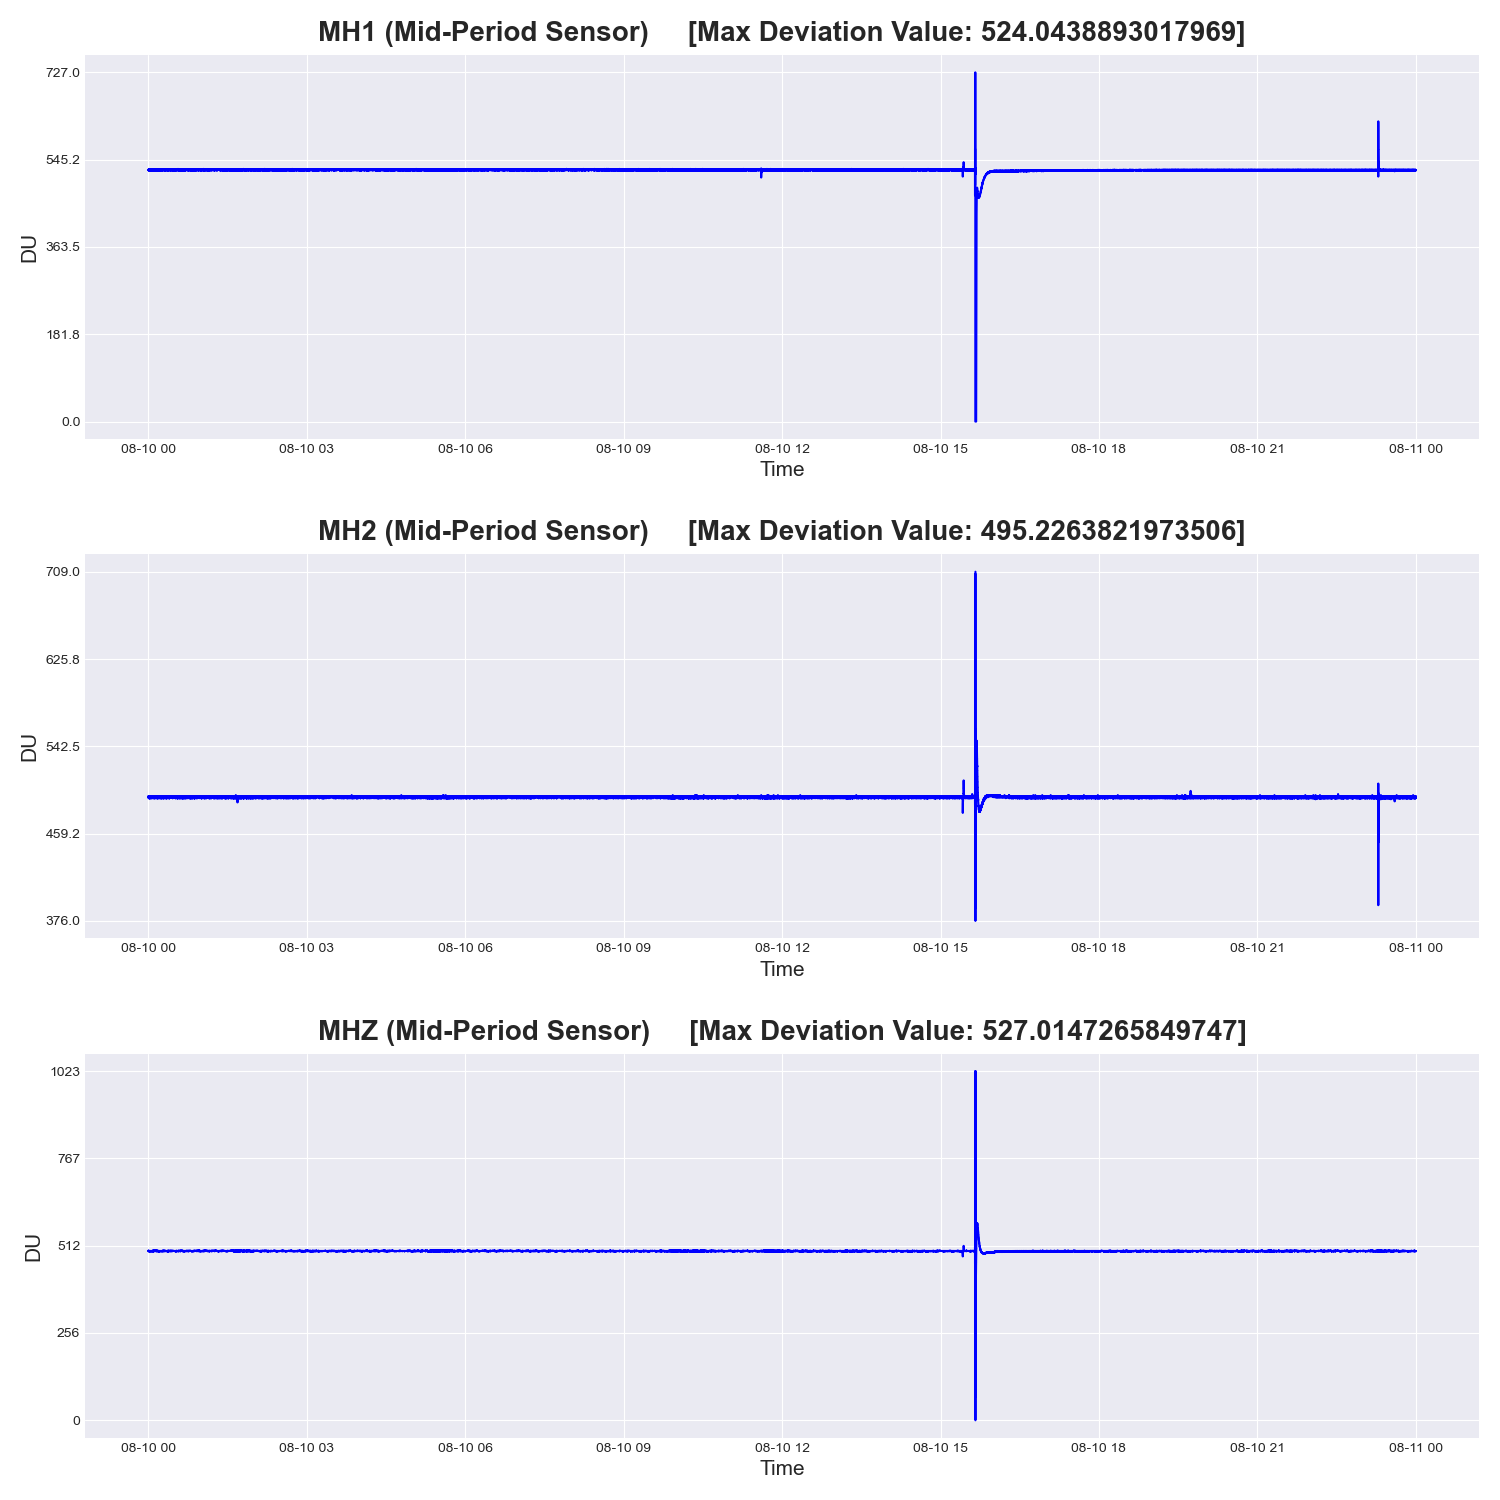 MH1 (Mid-Period Sensor) [Max Deviation Value: 524.0438893017969]
727.0
545.2
363.5
181.8
0.0
DU
08-10 00 08-10 03 08-10 06 08-10 09 08-10 12 08-10 15 08-10 18 08-10 21 08-11 00
Time
MH2 (Mid-Period Sensor) [Max Deviation Value: 495.2263821973506]
709.0
625.8
542.5
459.2
376.0
DU
08-10 00 08-10 03 08-10 06 08-10 09 08-10 12 08-10 15 08-10 18 08-10 21 08-11 00
Time
MHZ (Mid-Period Sensor) [Max Deviation Value: 527.0147265849747]
1023
767
512
256
0
DU
08-10 00 08-10 03 08-10 06 08-10 09 08-10 12 08-10 15 08-10 18 08-10 21 08-11 00
Time